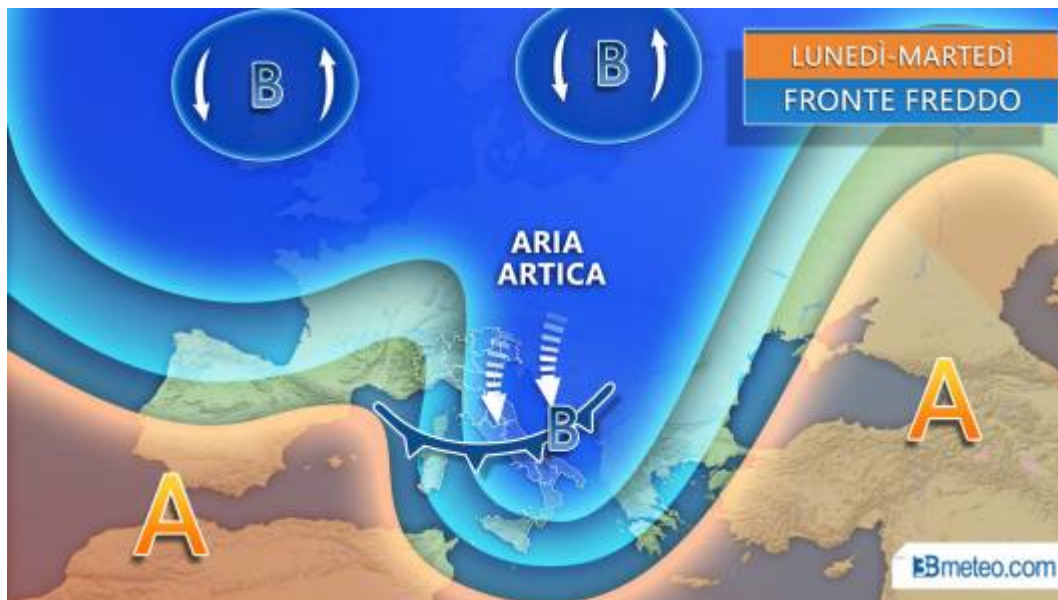 B
B
LUNEDÌ-MARTEDÌ
FRONTE FREDDO
ARIA
ARTICA
A
B
A
3Bmeteo.com